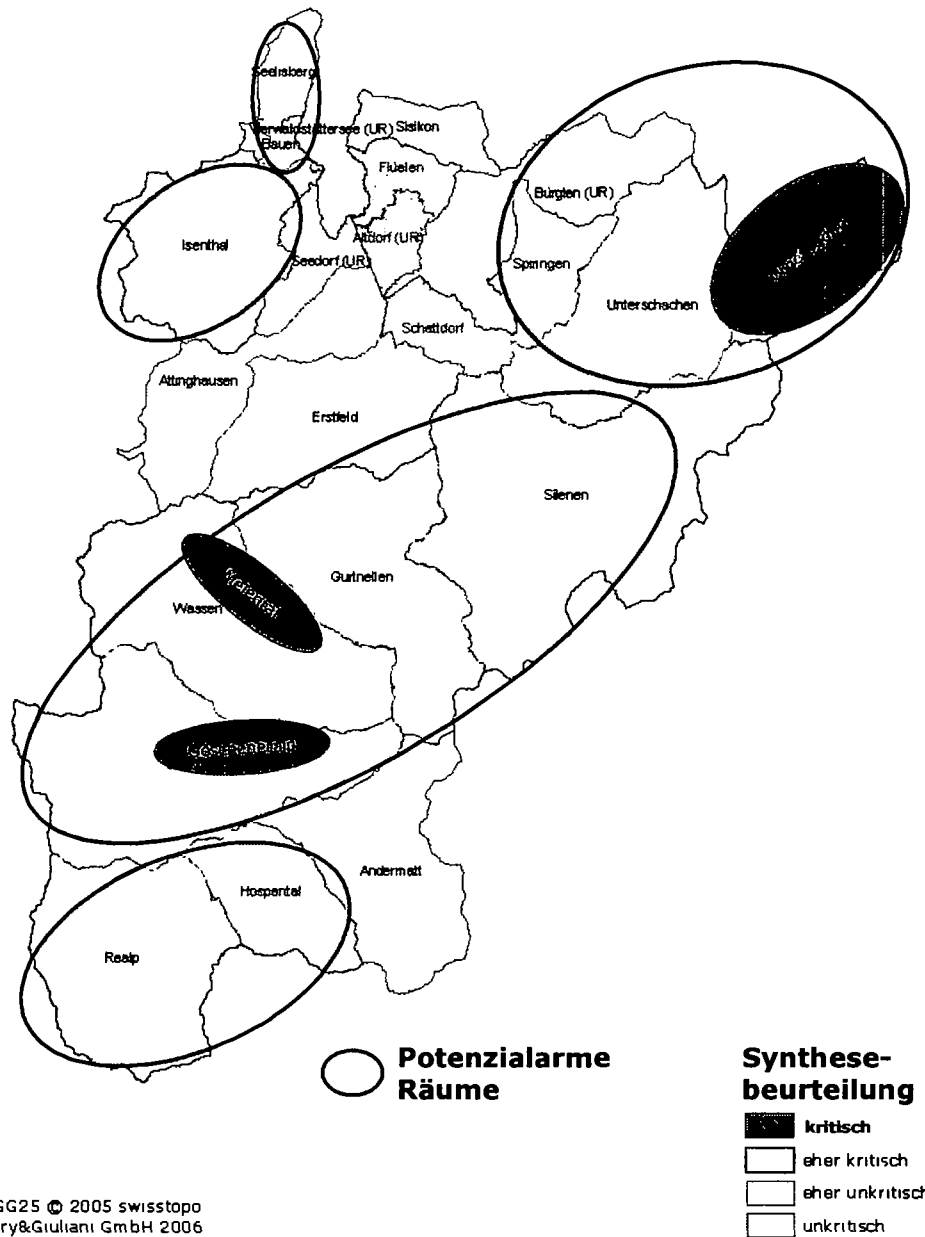 Seelisberg
Vierwaldstättersee (UR)
Sisikon
Bauen
Flüelen
Bürglen (UR)
Isenthal
Altdorf (UR)
Seedorf (UR)
Spiringen
Unterschächen
Schattdorf
Attinghausen
Erstfeld
Silenen
Gurtnellen
Meiental
Wassen
Andermatt
Hospental
Realp
Potenzialarme
Räume
Synthese-
beurteilung
kritisch
eher kritisch
eher unkritisch
unkritisch
GG25 © 2005 swisstopo
ry&Giuliani GmbH 2006